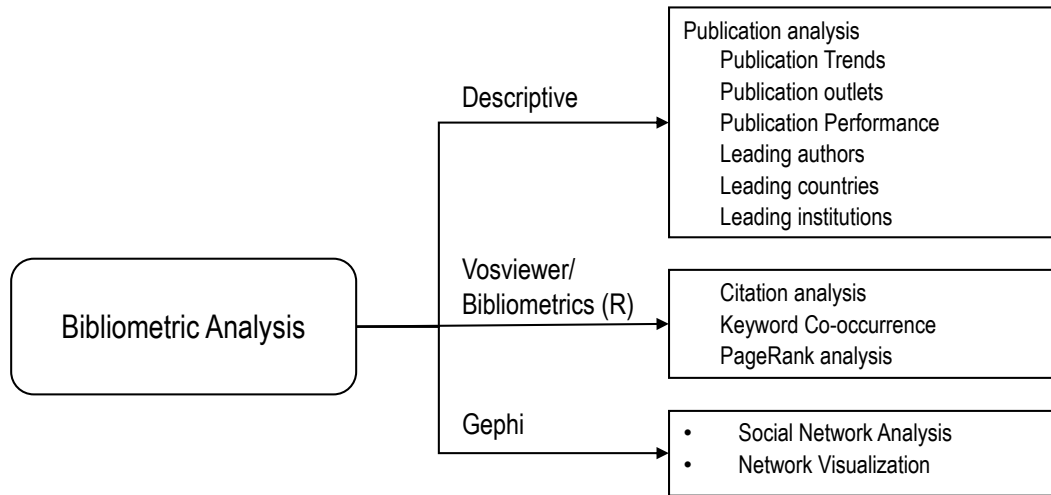 Bibliometric Analysis
Descriptive
Publication analysis
Publication Trends
Publication outlets
Publication Performance
Leading authors
Leading countries
Leading institutions
Vosviewer/
Bibliometrics (R)
Citation analysis
Keyword Co-occurrence
PageRank analysis
Gephi
• Social Network Analysis
• Network Visualization